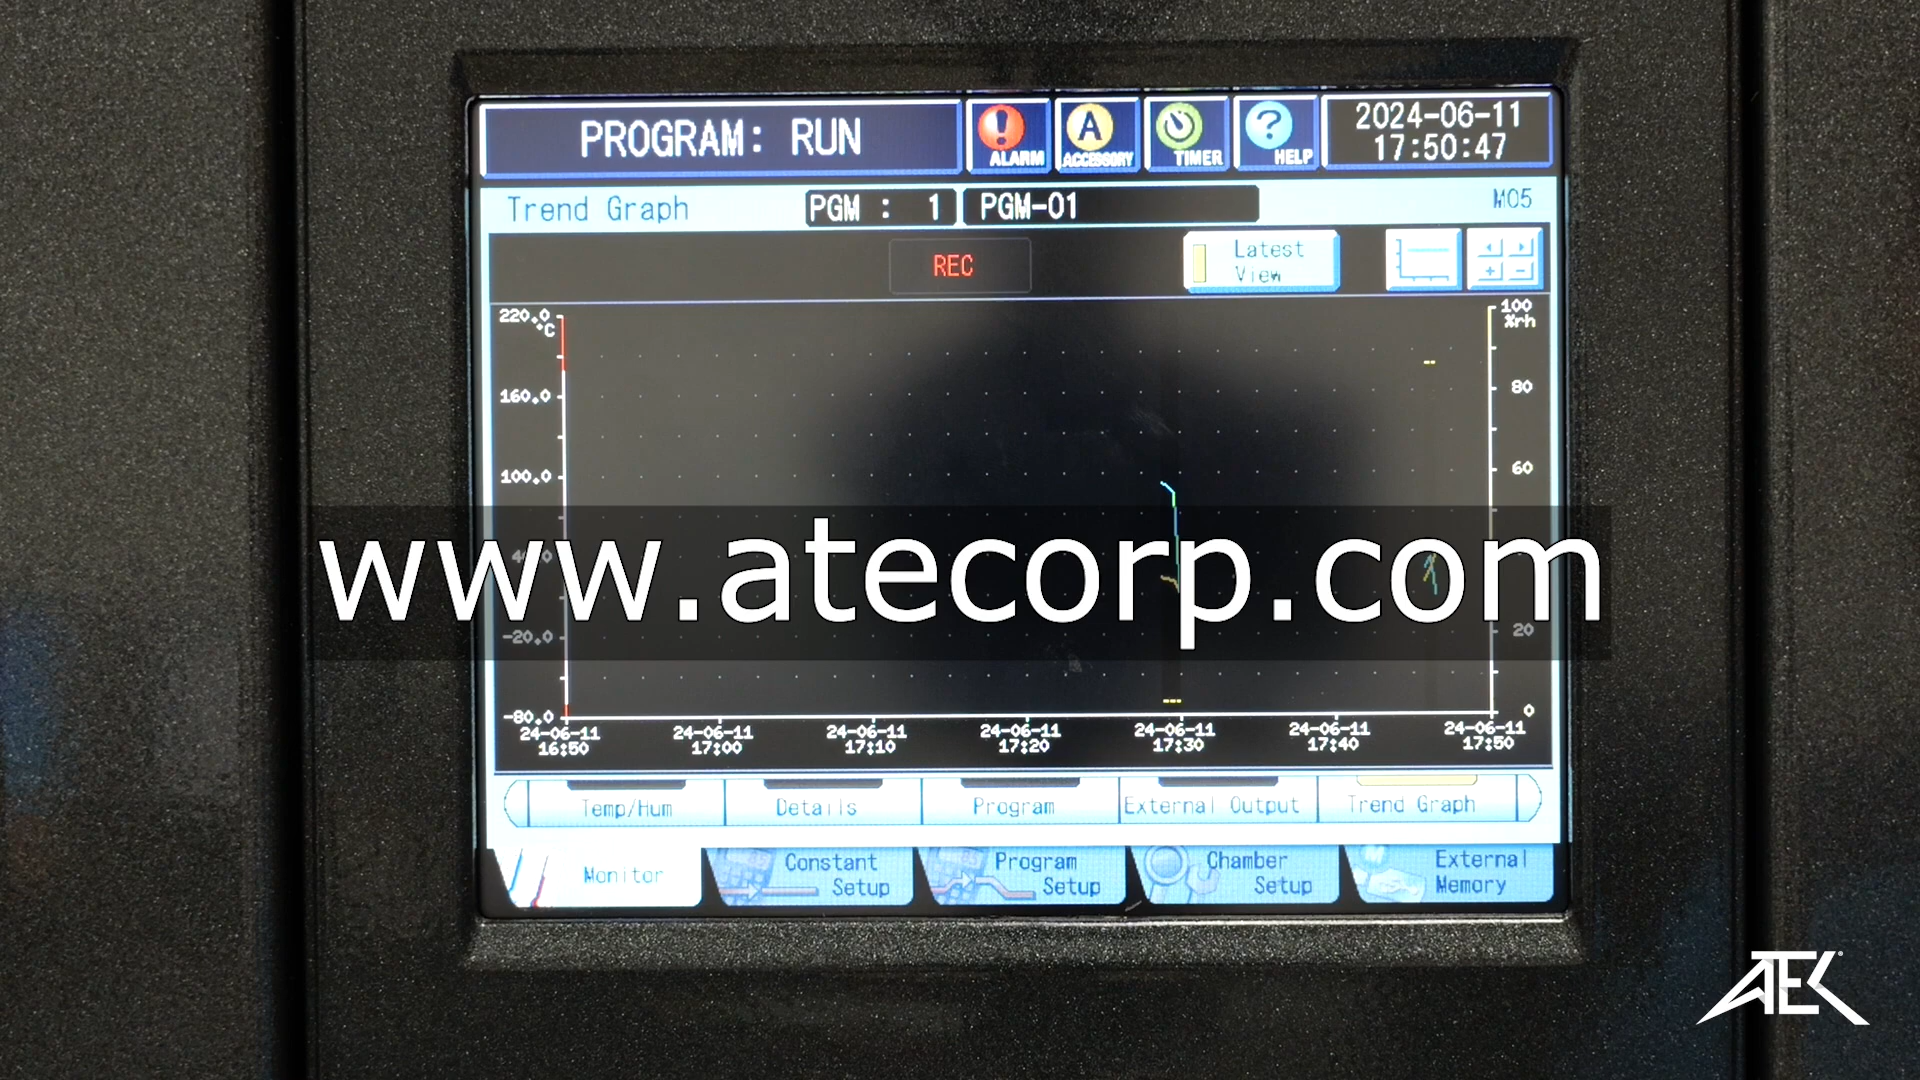 PROGRAM: RUN
ALARM
A
ACCESSORY
TIMER
?
HELP
2024-06-11
17:50:47
Trend Graph
PGM : 1
PGM-01
M05
REC
Latest
View
220.0
°C
160.0
100.0
40.0
-20.0
-80.0
100
%rh
80
60
20
0
www.atecorp.com
24-06-11
16:50
24-06-11
17:00
24-06-11
17:10
24-06-11
17:20
24-06-11
17:30
24-06-11
17:40
24-06-11
17:50
Temp/Hum
Details
Program
External Output
Trend Graph
Monitor
Constant
Setup
Program
Setup
Chamber
Setup
External
Memory
ATEC®